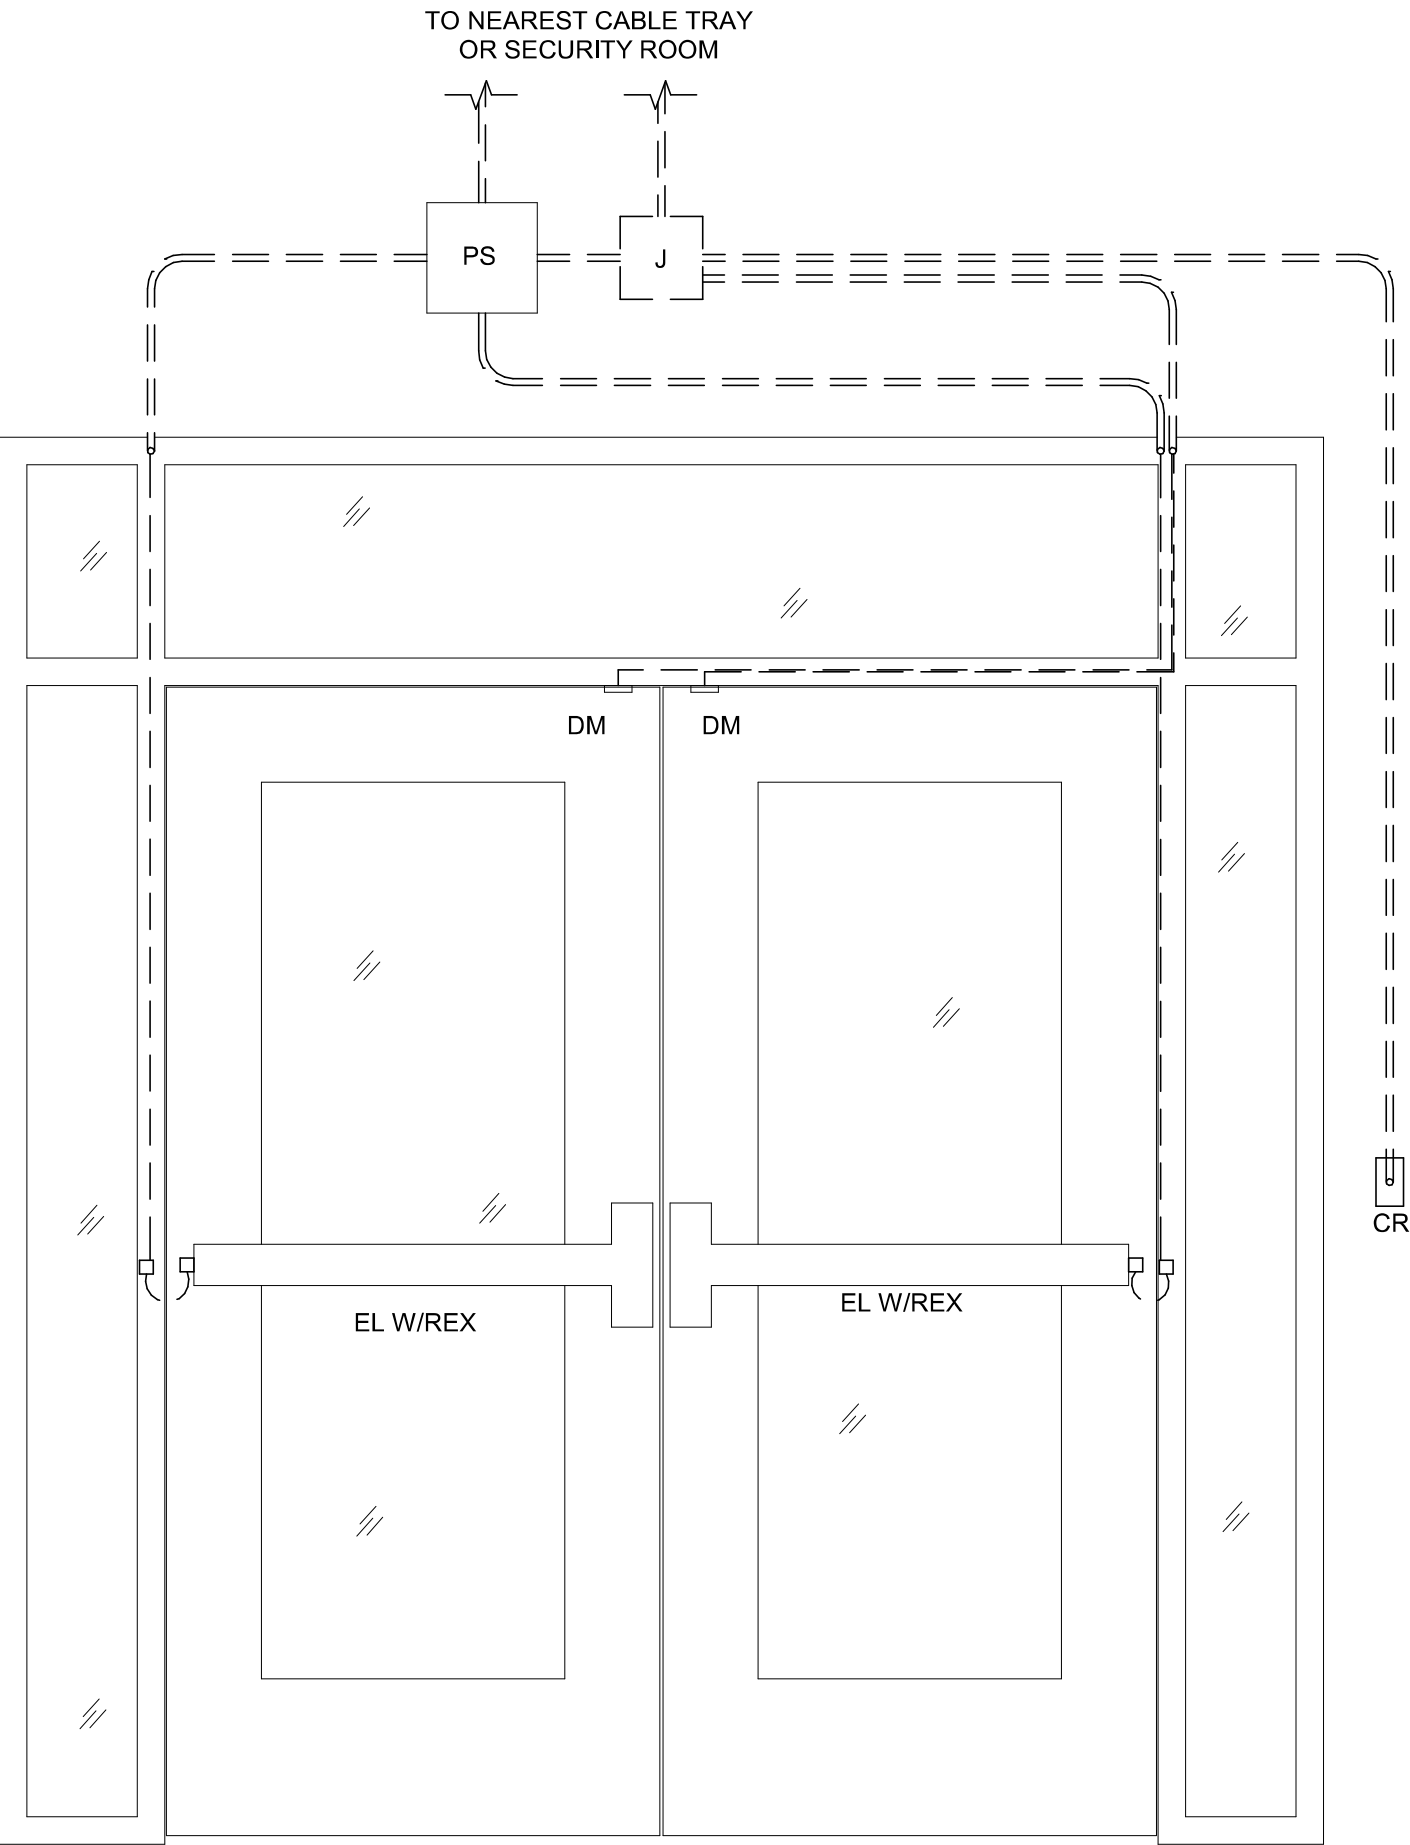 TO NEAREST CABLE TRAY
OR SECURITY ROOM
PS
J
DM
DM
CR
EL W/REX
EL W/REX